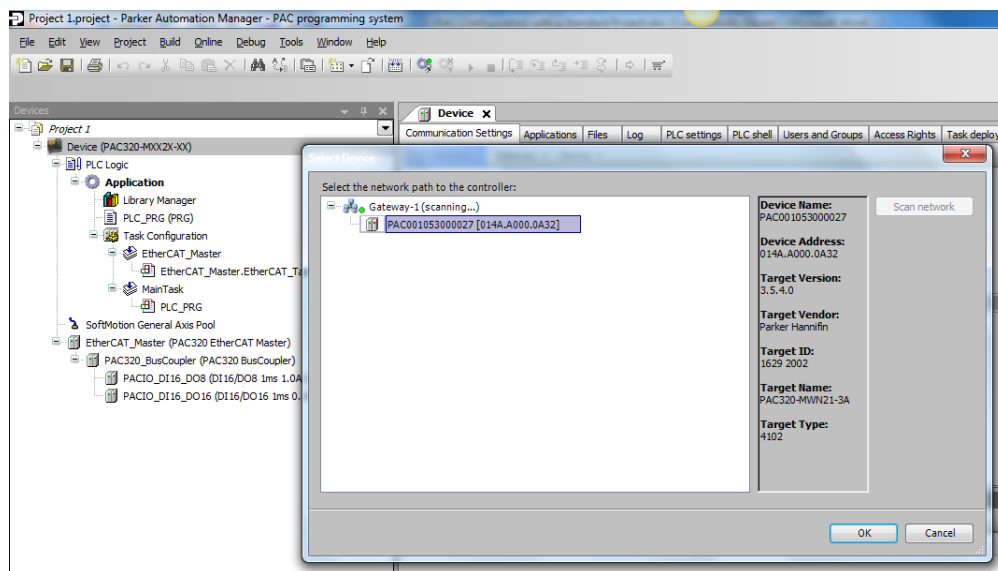 Project 1.project - Parker Automation Manager - PAC programming system
File Edit View Project Build Online Debug Tools Window Help
Devices
Project 1
Device (PAC320-MXX2X-XX)
PLC Logic
Application
Library Manager
PLC_PRG (PRG)
Task Configuration
EtherCAT_Master
EtherCAT_Master.EtherCAT_Ta
MainTask
PLC_PRG
SoftMotion General Axis Pool
EtherCAT_Master (PAC320 EtherCAT Master)
PAC320_BusCoupler (PAC320 BusCoupler)
PACIO_DI16_DO8 (DI16/DO8 1ms 1.0A
PACIO_DI16_DO16 (DI16/DO16 1ms 0.
Device
Communication Settings Applications Files Log PLC settings PLC shell Users and Groups Access Rights Task deploy
Select Device
Select the network path to the controller:
Gateway-1 (scanning...)
PAC001053000027 [014A.A000.0A32]
Device Name:
PAC001053000027
Device Address:
014A.A000.0A32
Target Version:
3.5.4.0
Target Vendor:
Parker Hannifin
Target ID:
1629 2002
Target Name:
PAC320-MWN21-3A
Target Type:
4102
Scan network
OK Cancel